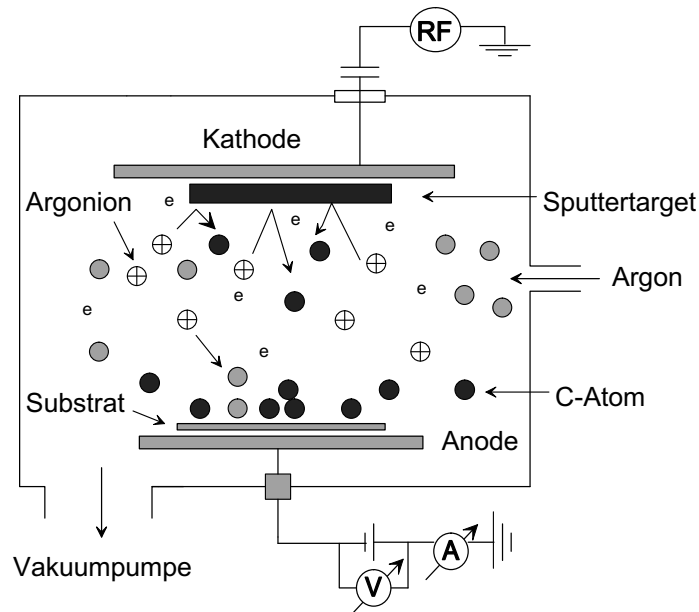 RF
Kathode
e
Argonion
e
e
Sputtertarget
Argon
e
e
e
e
Substrat
C-Atom
Anode
A
V
Vakuumpumpe